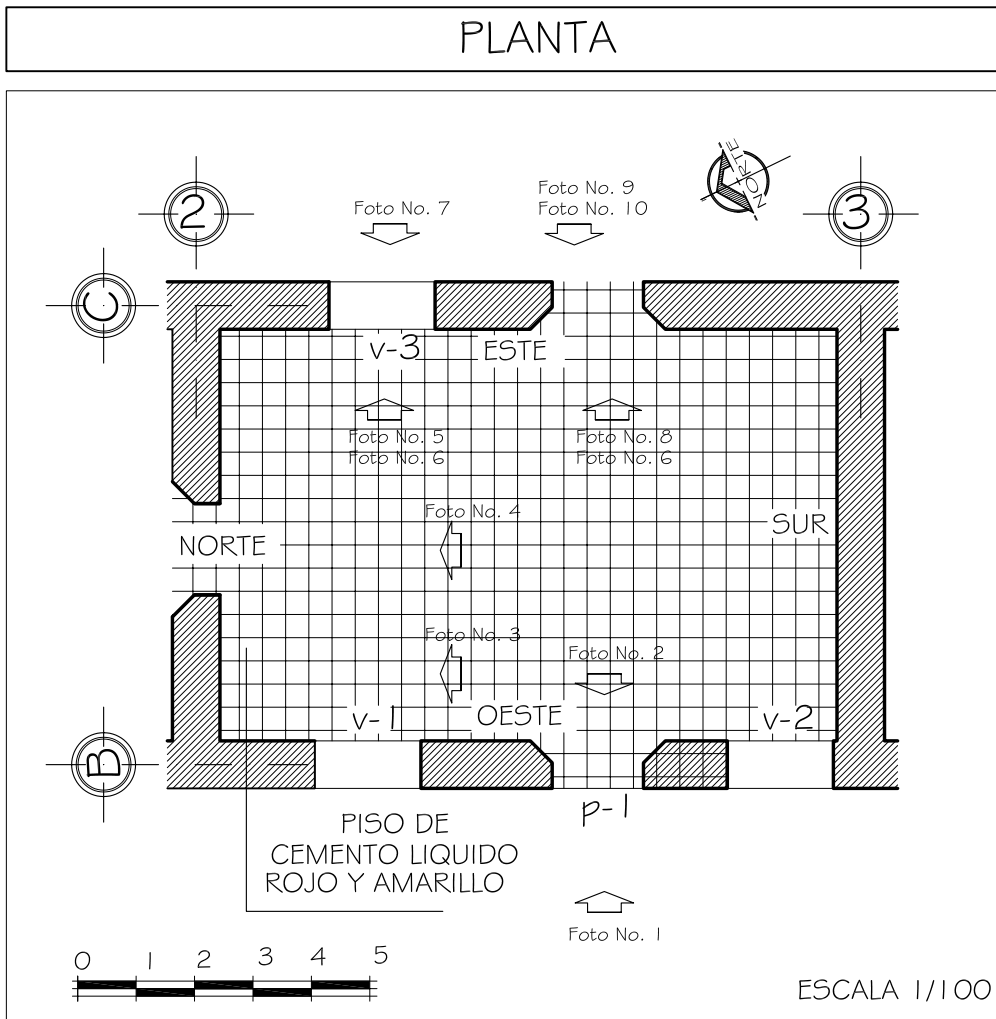 PLANTA
NORTE
Foto No. 9
Foto No. 7
Foto No. 10
2
3
C
v-3
ESTE
Foto No. 5
Foto No. 6
Foto No. 8
Foto No. 6
Foto No. 4
SUR
NORTE
Foto No. 3
Foto No. 2
v-1
OESTE
v-2
B
p-1
PISO DE
CEMENTO LIQUIDO
ROJO Y AMARILLO
Foto No. 1
0 1 2 3 4 5
ESCALA 1/100